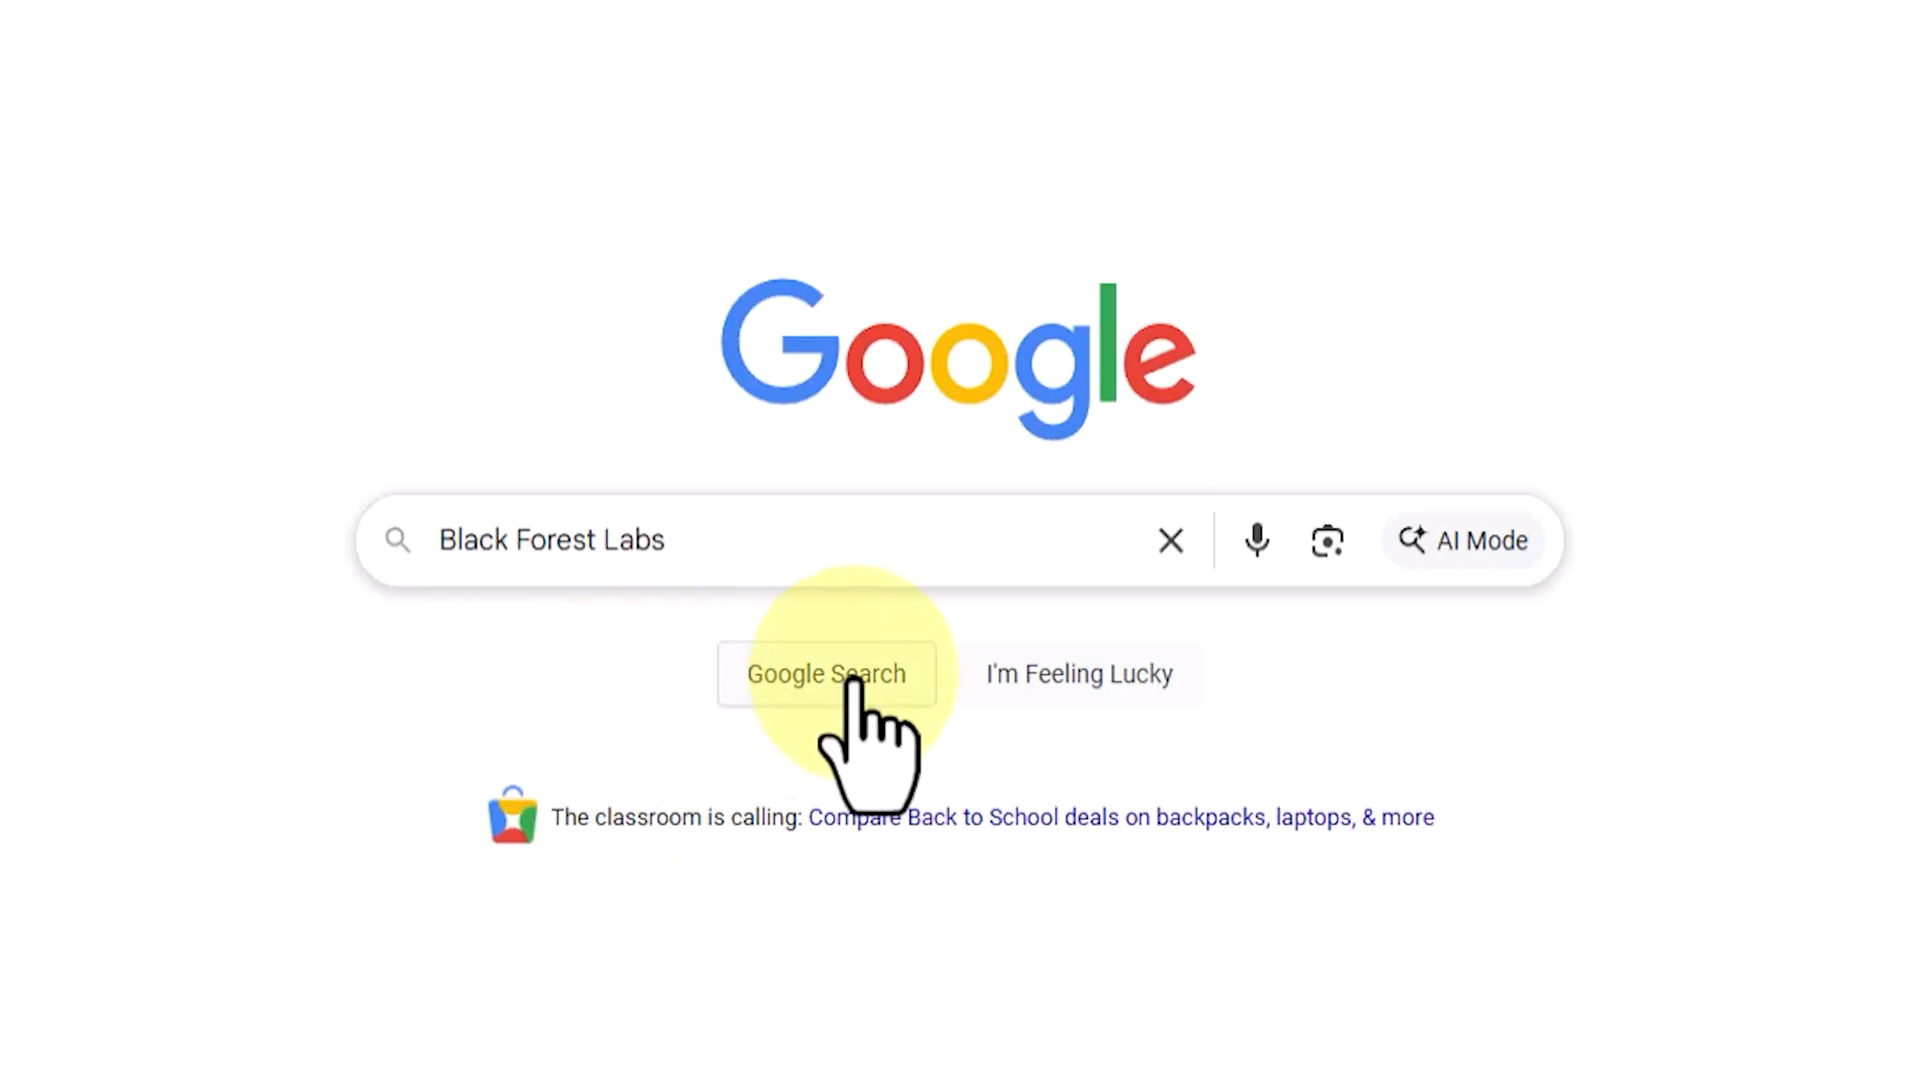 Google
Black Forest Labs
AI Mode
Google Search
I'm Feeling Lucky
The classroom is calling: Compare Back to School deals on backpacks, laptops, & more